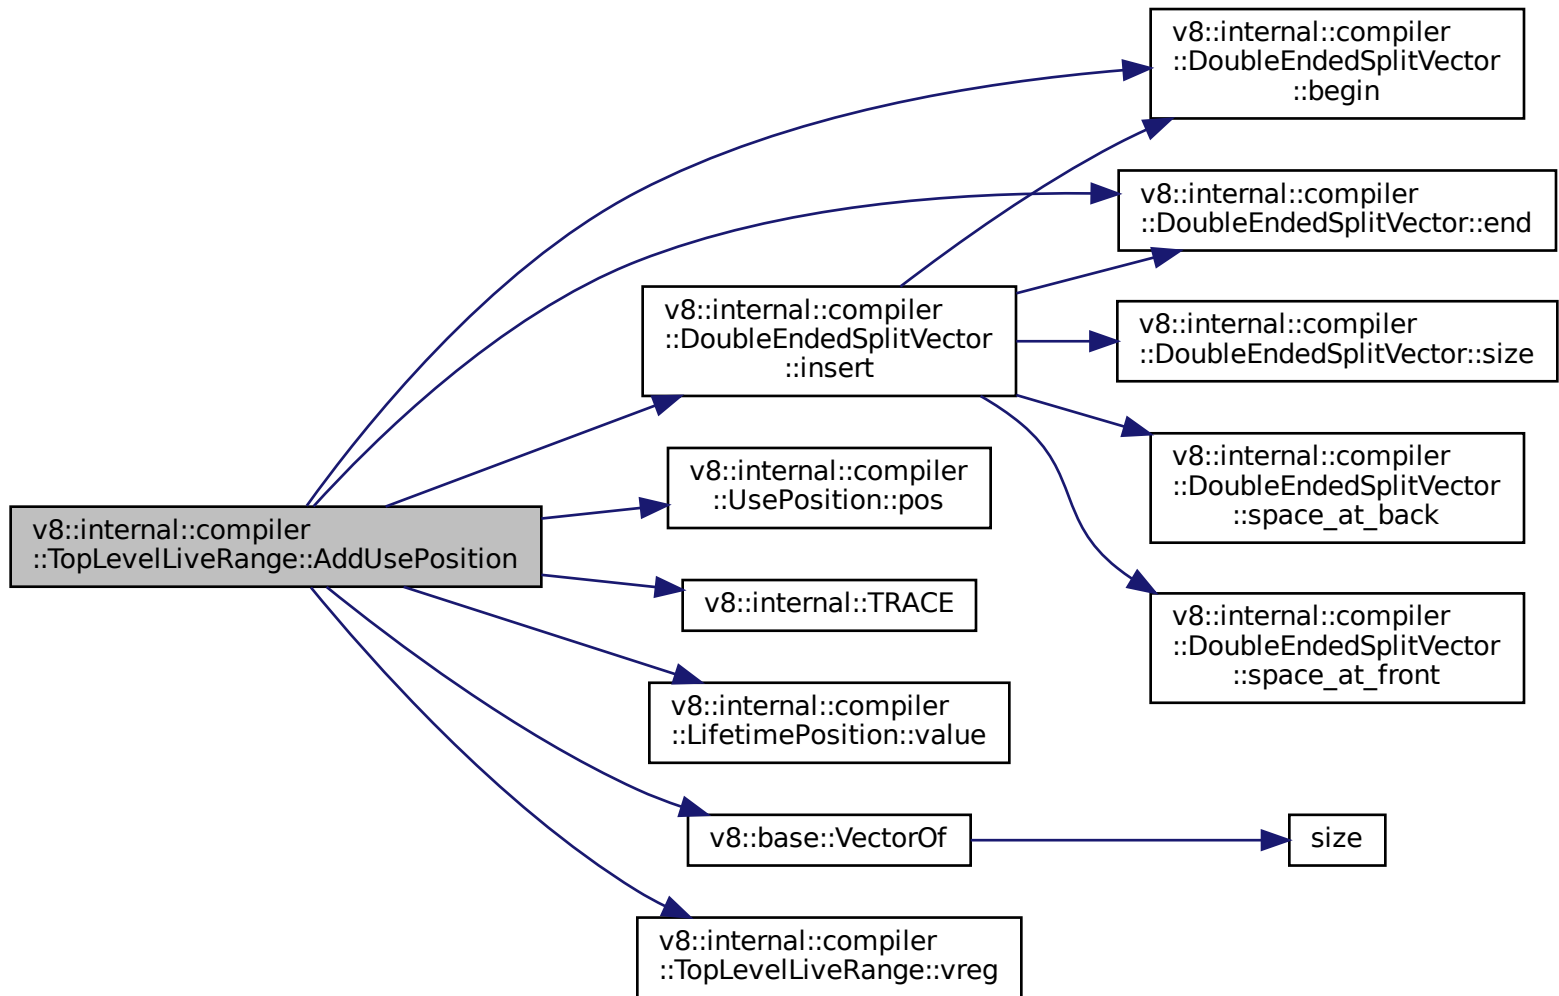 v8::internal::compiler
::TopLevelLiveRange::AddUsePosition
v8::internal::compiler
::DoubleEndedSplitVector
::begin
v8::internal::compiler
::DoubleEndedSplitVector::end
v8::internal::compiler
::DoubleEndedSplitVector
::insert
v8::internal::compiler
::DoubleEndedSplitVector::size
v8::internal::compiler
::DoubleEndedSplitVector
::space_at_back
v8::internal::compiler
::DoubleEndedSplitVector
::space_at_front
v8::internal::compiler
::UsePosition::pos
v8::internal::TRACE
v8::internal::compiler
::LifetimePosition::value
v8::base::VectorOf
size
v8::internal::compiler
::TopLevelLiveRange::vreg